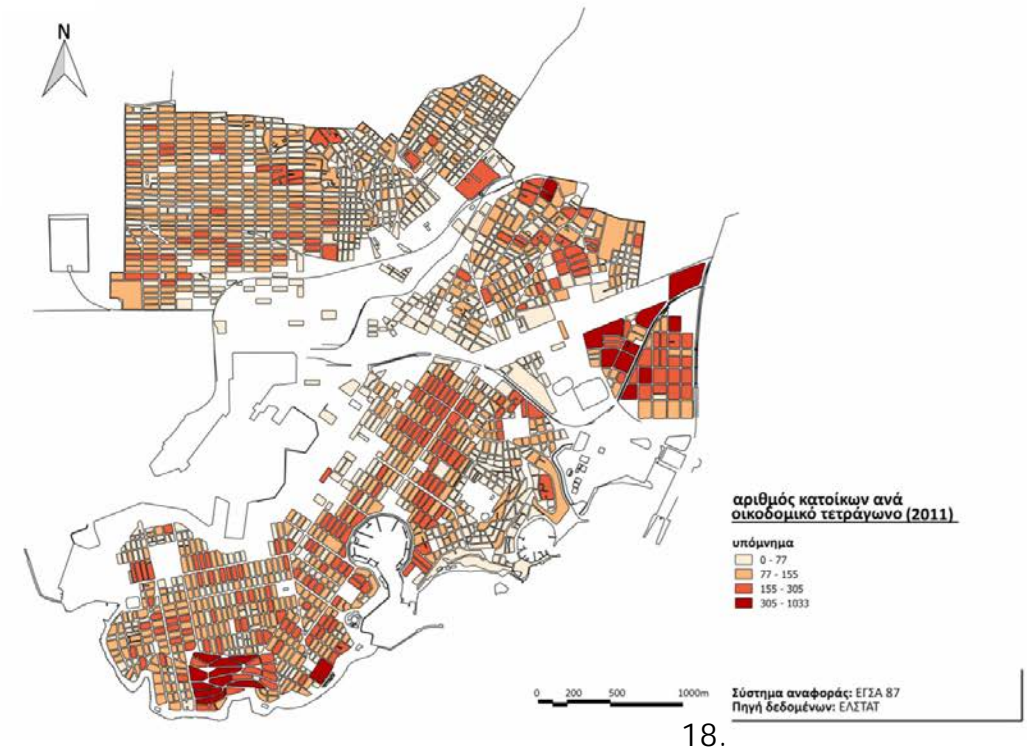 N
αριθμός κατοίκων ανά
οικοδομικό τετράγωνο (2011)
υπόμνημα
0 - 77
77 - 155
155 - 305
305 - 1033
0 200 500 1000m
Σύστημα αναφοράς: ΕΓΣΑ 87
Πηγή δεδομένων: ΕΛΣΤΑΤ
18.